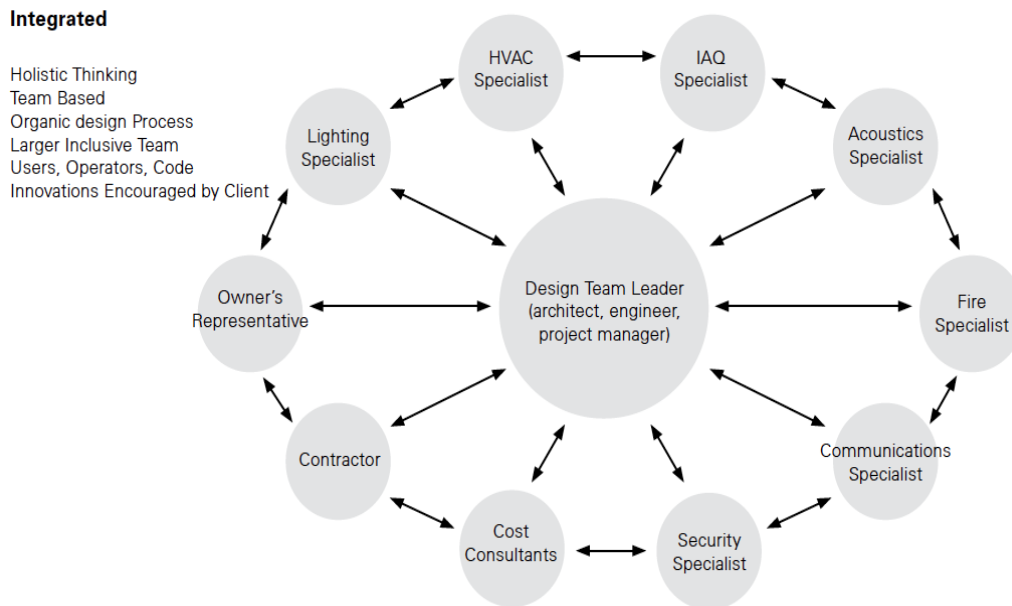 Integrated
Holistic Thinking
Team Based
Organic design Process
Larger Inclusive Team
Users, Operators, Code
Innovations Encouraged by Client
HVAC
Specialist
IAQ
Specialist
Lighting
Specialist
Acoustics
Specialist
Owner's
Representative
Design Team Leader
(architect, engineer,
project manager)
Fire
Specialist
Contractor
Communications
Specialist
Cost
Consultants
Security
Specialist